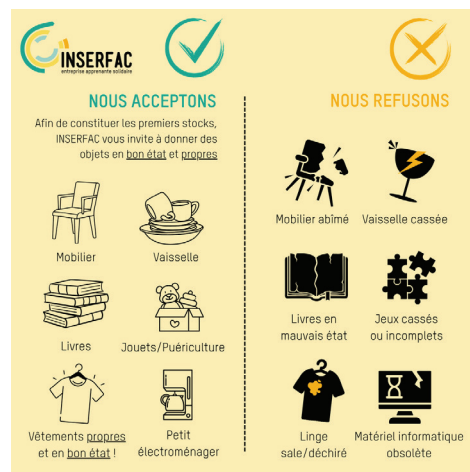 INSERFAC
entreprise apprenante solidaire
NOUS ACCEPTONS
Afin de constituer les premiers stocks,
INSERFAC vous invite à donner des
objets en bon état et propres
Mobilier
Vaisselle
Livres
Jouets/Puériculture
Vêtements propres
et en bon état !
Petit
électroménager
NOUS REFUSONS
Mobilier abîmé
Vaisselle cassée
Livres en
mauvais état
Jeux cassés
ou incomplets
Linge
sale/déchiré
Matériel informatique
obsolète